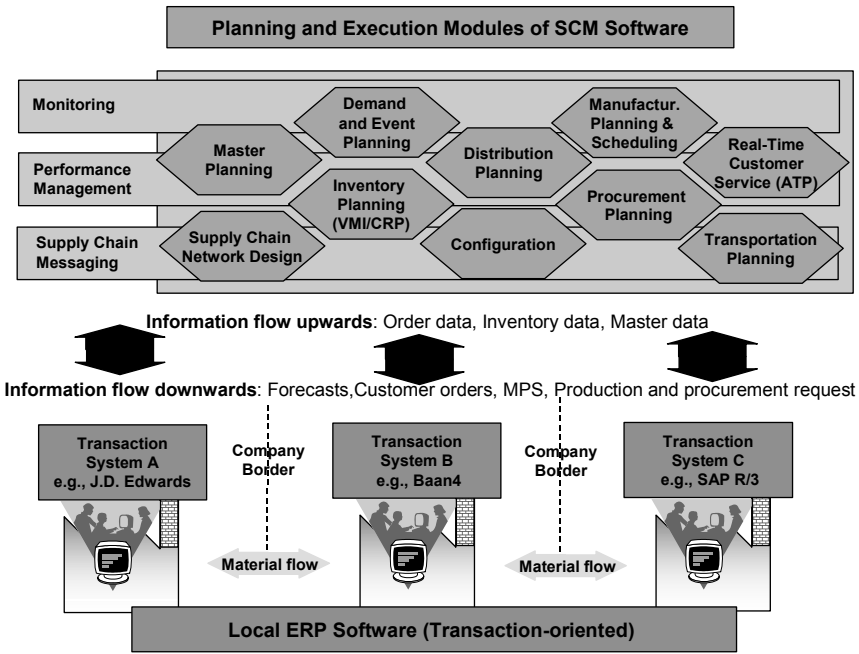 Planning and Execution Modules of SCM Software
Monitoring
Demand
and Event
Planning
Manufactur.
Planning &
Scheduling
Master
Planning
Distribution
Planning
Real-Time
Customer
Service (ATP)
Performance
Management
Inventory
Planning
(VMI/CRP)
Procurement
Planning
Supply Chain
Messaging
Supply Chain
Network Design
Configuration
Transportation
Planning
Information flow upwards: Order data, Inventory data, Master data
Information flow downwards: Forecasts,Customer orders, MPS, Production and procurement request
Transaction
System A
e.g., J.D. Edwards
Company
Border
Transaction
System B
e.g., Baan4
Company
Border
Transaction
System C
e.g., SAP R/3
Material flow
Material flow
Local ERP Software (Transaction-oriented)